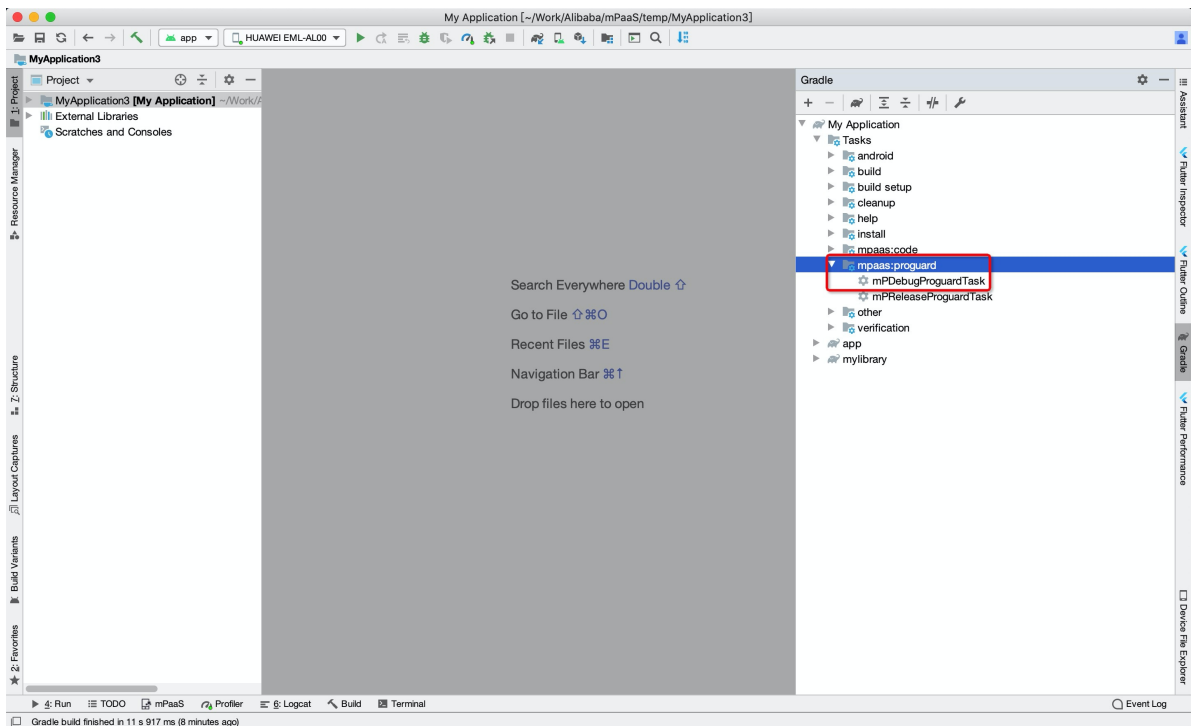 My Application [~/Work/Alibaba/mPaaS/temp/MyApplication3]
app
HUAWEI EML-AL00
MyApplication3
1: Project
Resource Manager
Z: Structure
Layout Captures
Build Variants
2: Favorites
Project
MyApplication3 [My Application] ~/Work/A
External Libraries
Scratches and Consoles
Search Everywhere Double ⇧
Go to File ⇧⌘O
Recent Files ⌘E
Navigation Bar ⌘↑
Drop files here to open
Gradle
My Application
Tasks
android
build
build setup
cleanup
help
install
mpaas:code
mpaas:proguard
mPDebugProguardTask
mPReleaseProguardTask
other
verification
app
mylibrary
Assistant
Flutter Inspector
Flutter Outline
Gradle
Flutter Performance
Device File Explorer
4: Run
TODO
mPaaS
Profiler
6: Logcat
Build
Terminal
Event Log
Gradle build finished in 11 s 917 ms (8 minutes ago)